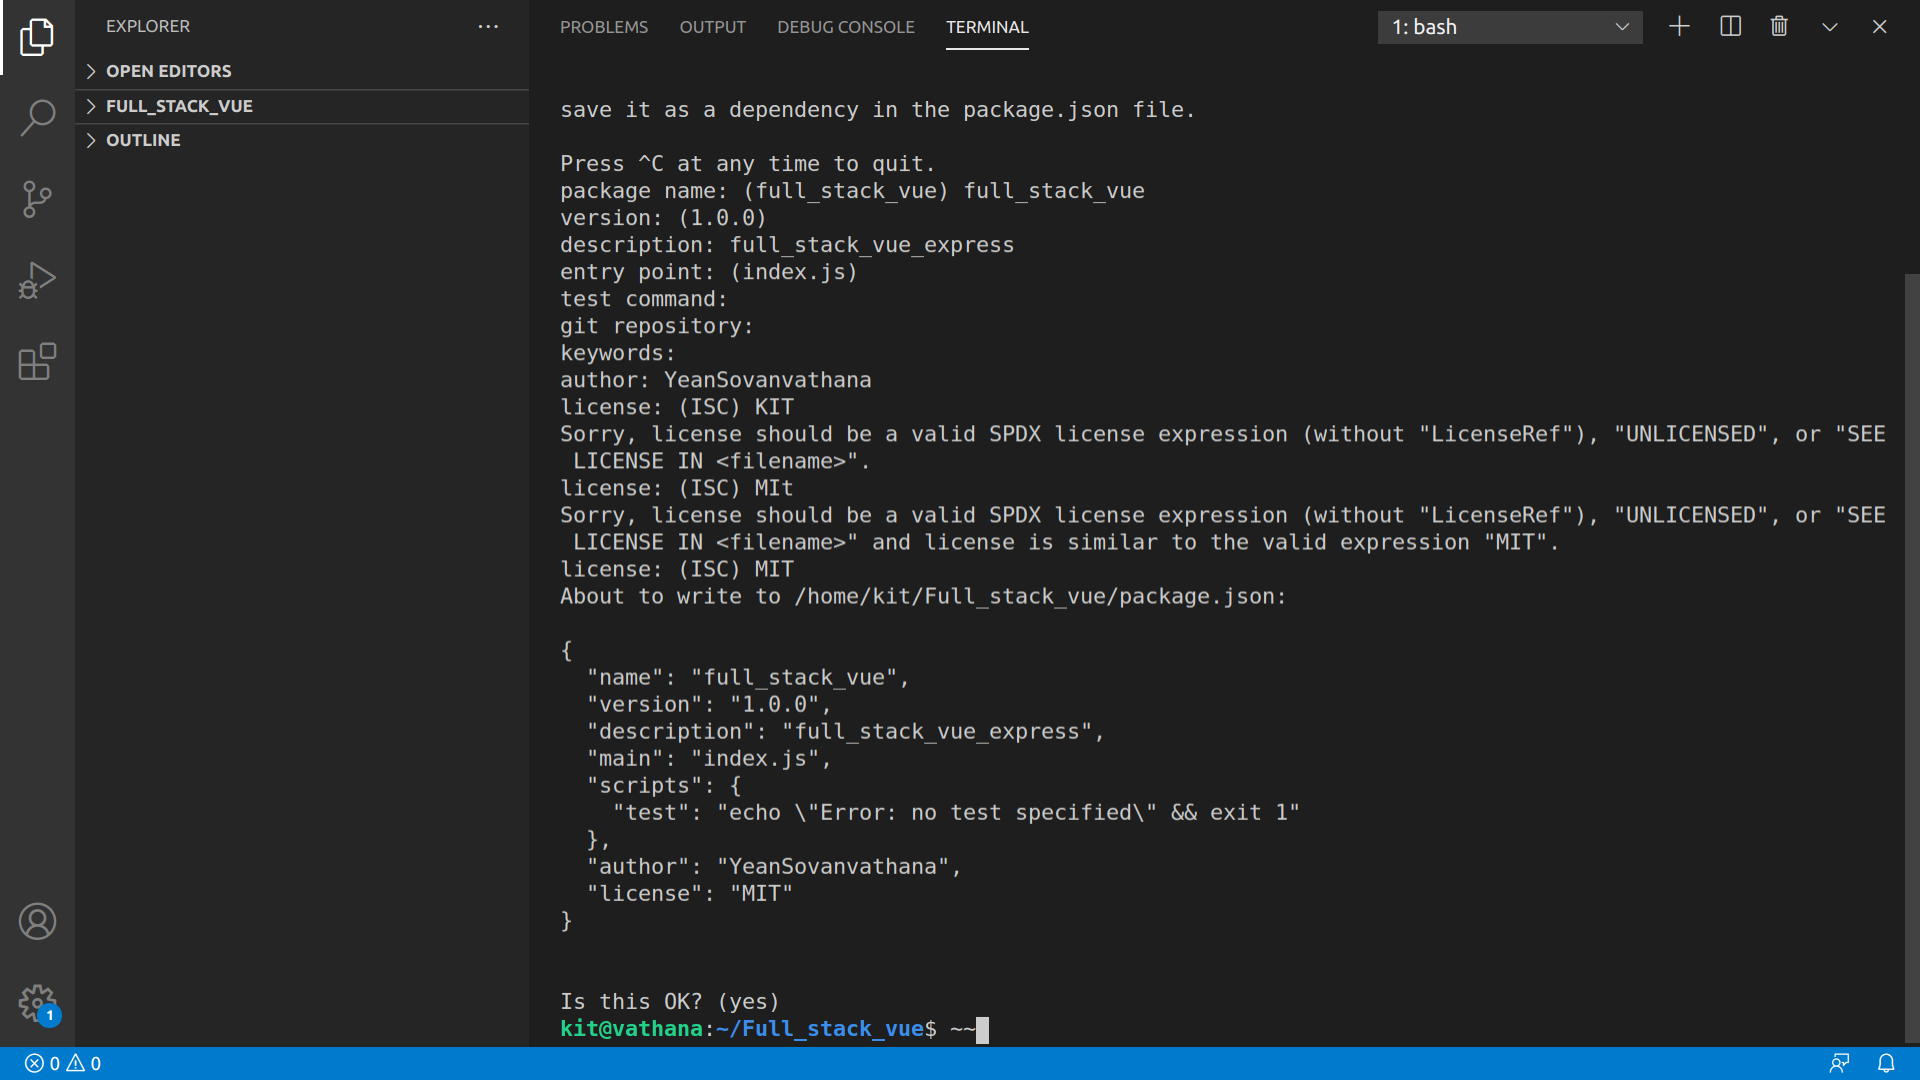 EXPLORER
OPEN EDITORS
FULL_STACK_VUE
OUTLINE
1
PROBLEMS OUTPUT DEBUG CONSOLE TERMINAL
1: bash
save it as a dependency in the package.json file.
Press ^C at any time to quit.
package name: (full_stack_vue) full_stack_vue
version: (1.0.0)
description: full_stack_vue_express
entry point: (index.js)
test command:
git repository:
keywords:
author: YeanSovanvathana
license: (ISC) KIT
Sorry, license should be a valid SPDX license expression (without "LicenseRef"), "UNLICENSED", or "SEE
 LICENSE IN <filename>".
license: (ISC) MIt
Sorry, license should be a valid SPDX license expression (without "LicenseRef"), "UNLICENSED", or "SEE
 LICENSE IN <filename>" and license is similar to the valid expression "MIT".
license: (ISC) MIT
About to write to /home/kit/Full_stack_vue/package.json:
{
  "name": "full_stack_vue",
  "version": "1.0.0",
  "description": "full_stack_vue_express",
  "main": "index.js",
  "scripts": {
    "test": "echo \"Error: no test specified\" && exit 1"
  },
  "author": "YeanSovanvathana",
  "license": "MIT"
}
Is this OK? (yes)
kit@vathana:~/Full_stack_vue$ ~~
0 0